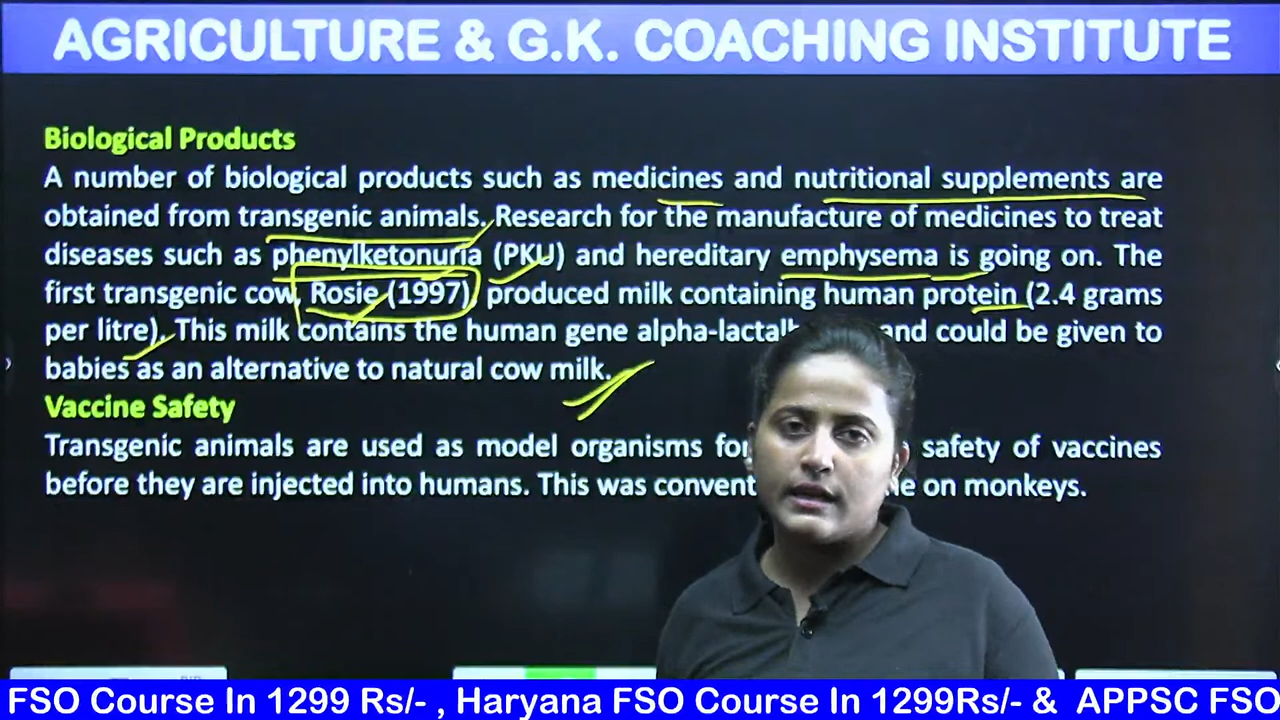 AGRICULTURE & G.K. COACHING INSTITUTE
Biological Products
A number of biological products such as medicines and nutritional supplements are
obtained from transgenic animals. Research for the manufacture of medicines to treat
diseases such as phenylketonuria (PKU) and hereditary emphysema is going on. The
first transgenic cow, Rosie (1997), produced milk containing human protein (2.4 grams
per litre). This milk contains the human gene and could be given to
babies as an alternative to natural cow milk.
Vaccine Safety
Transgenic animals are used as model organisms for safety of vaccines
before they are injected into humans. This was on monkeys.
FSO Course In 1299 Rs/- , Haryana FSO Course In 1299Rs/- & APPSC FSO